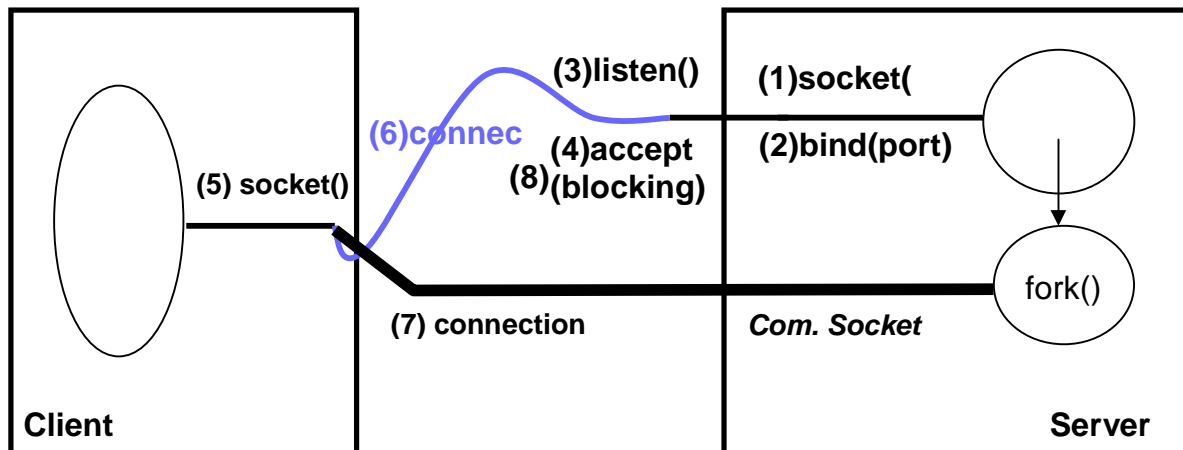 (3)listen()
(1)socket(
(6)connec
(2)bind(port)
(4)accept
(8)
(blocking)
(5) socket()
fork()
(7) connection
Com. Socket
Client
Server